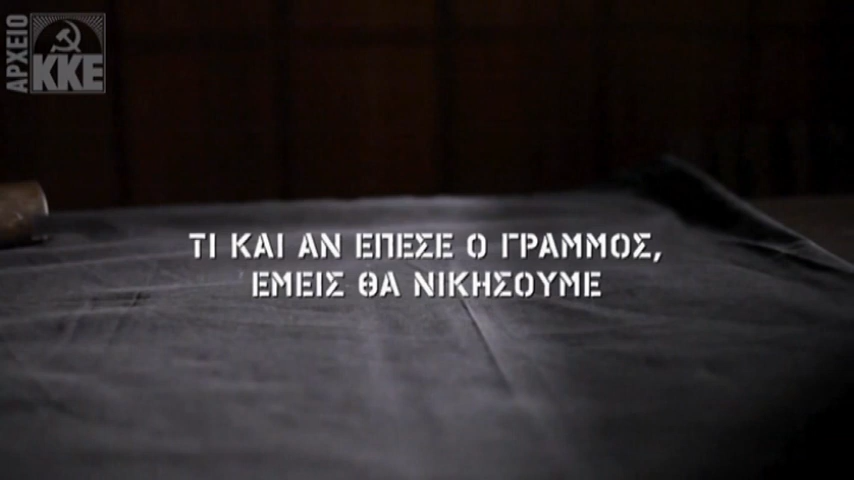 ΑΡΧΕΙΟ
ΚΚΕ
ΤΙ ΚΑΙ ΑΝ ΕΠΕΣΕ Ο ΓΡΑΜΜΟΣ,
ΕΜΕΙΣ ΘΑ ΝΙΚΗΣΟΥΜΕ